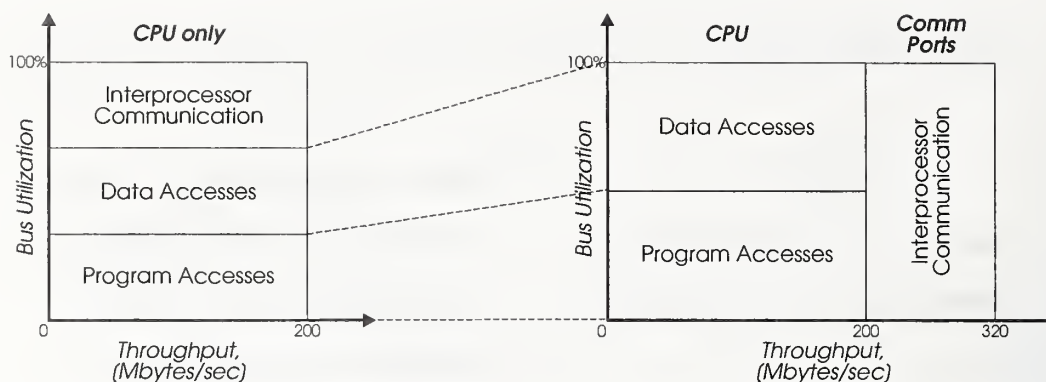 CPU only
100%
Interprocessor
Communication
Data Accesses
Program Accesses
Bus Utilization
0
200
Throughput,
(Mbytes/sec)
CPU
Comm
Ports
100%
Data Accesses
Program Accesses
Interprocessor
Communication
Bus Utilization
0
200
320
Throughput,
(Mbytes/sec)